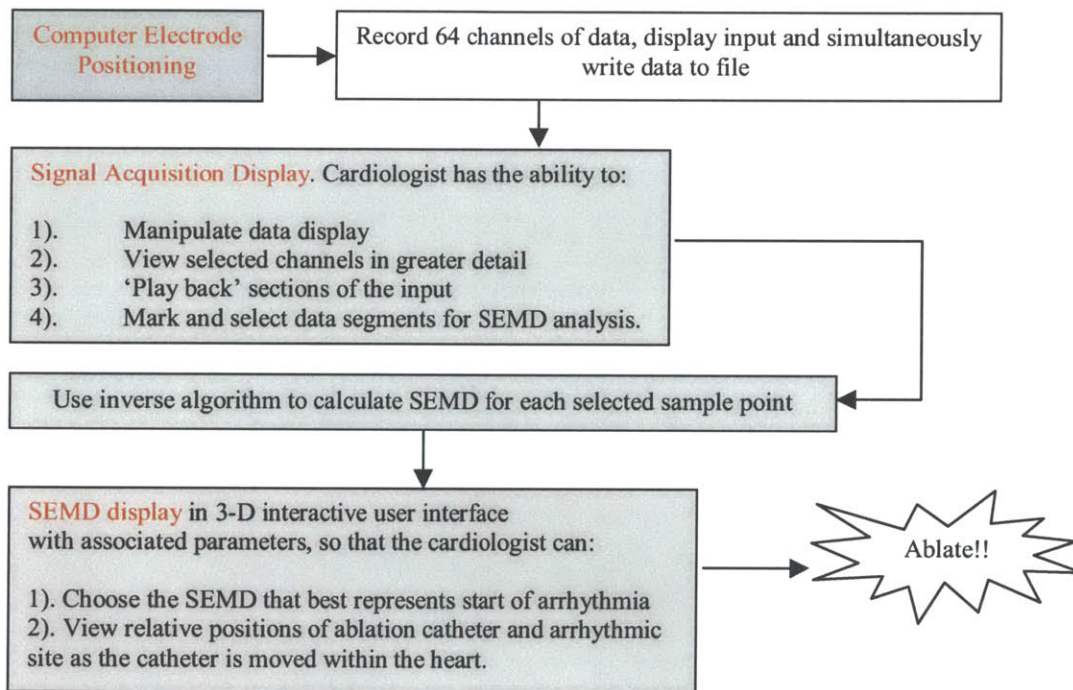 Computer Electrode
Positioning
Record 64 channels of data, display input and simultaneously
write data to file
Signal Acquisition Display. Cardiologist has the ability to:
1). Manipulate data display
2). View selected channels in greater detail
3). ‘Play back’ sections of the input
4). Mark and select data segments for SEMD analysis.
Use inverse algorithm to calculate SEMD for each selected sample point
SEMD display in 3-D interactive user interface
with associated parameters, so that the cardiologist can:
1). Choose the SEMD that best represents start of arrhythmia
2). View relative positions of ablation catheter and arrhythmic
site as the catheter is moved within the heart.
Ablate!!